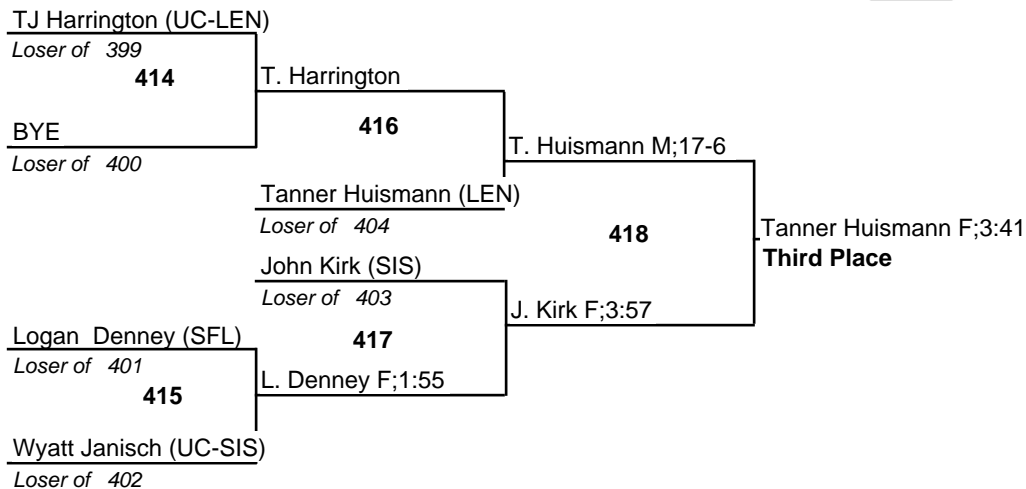 TJ Harrington (UC-LEN)
Loser of 399
414
T. Harrington
BYE
Loser of 400
416
T. Huismann M;17-6
Tanner Huismann (LEN)
Loser of 404
418
Tanner Huismann F;3:41
Third Place
John Kirk (SIS)
Loser of 403
J. Kirk F;3:57
Logan Denney (SFL)
Loser of 401
417
415
L. Denney F;1:55
Wyatt Janisch (UC-SIS)
Loser of 402